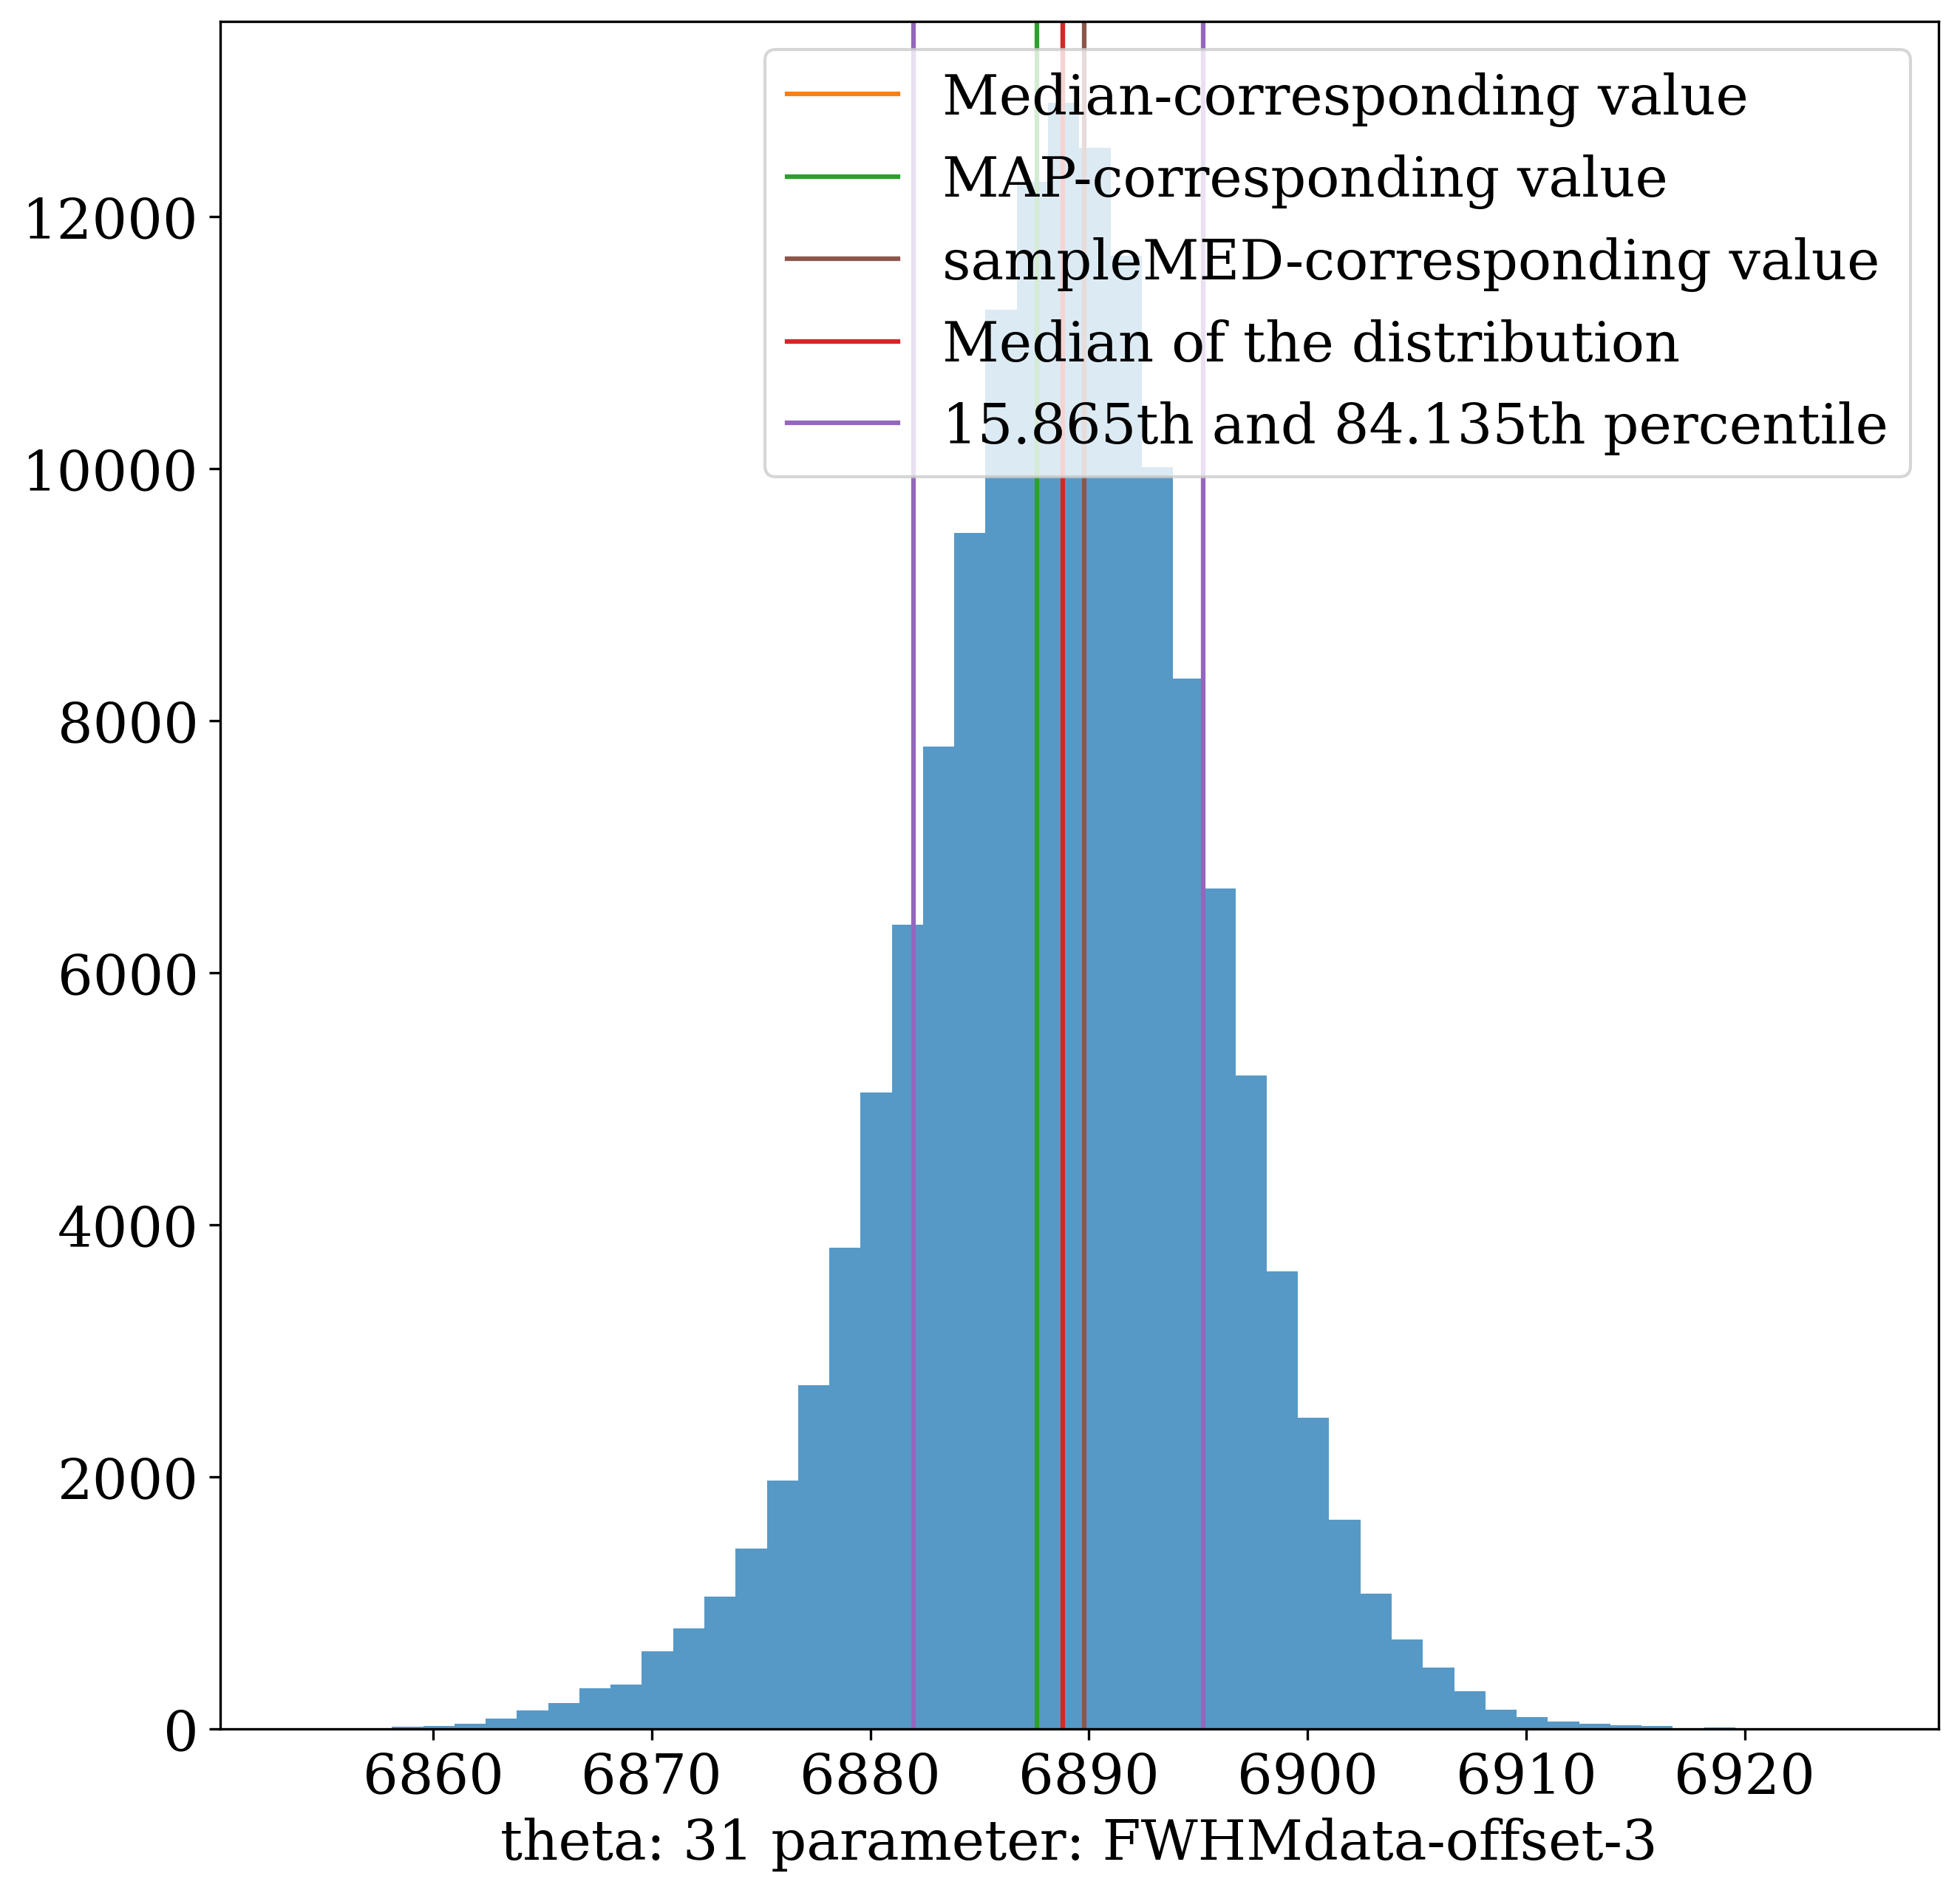 Median-corresponding value
MAP-corresponding value
sampleMED-corresponding value
Median of the distribution
15.865th and 84.135th percentile
12000
10000
8000
6000
4000
2000
0
6860 6870 6880 6890 6900 6910 6920
theta: 31 parameter: FWHMdata-offset-3